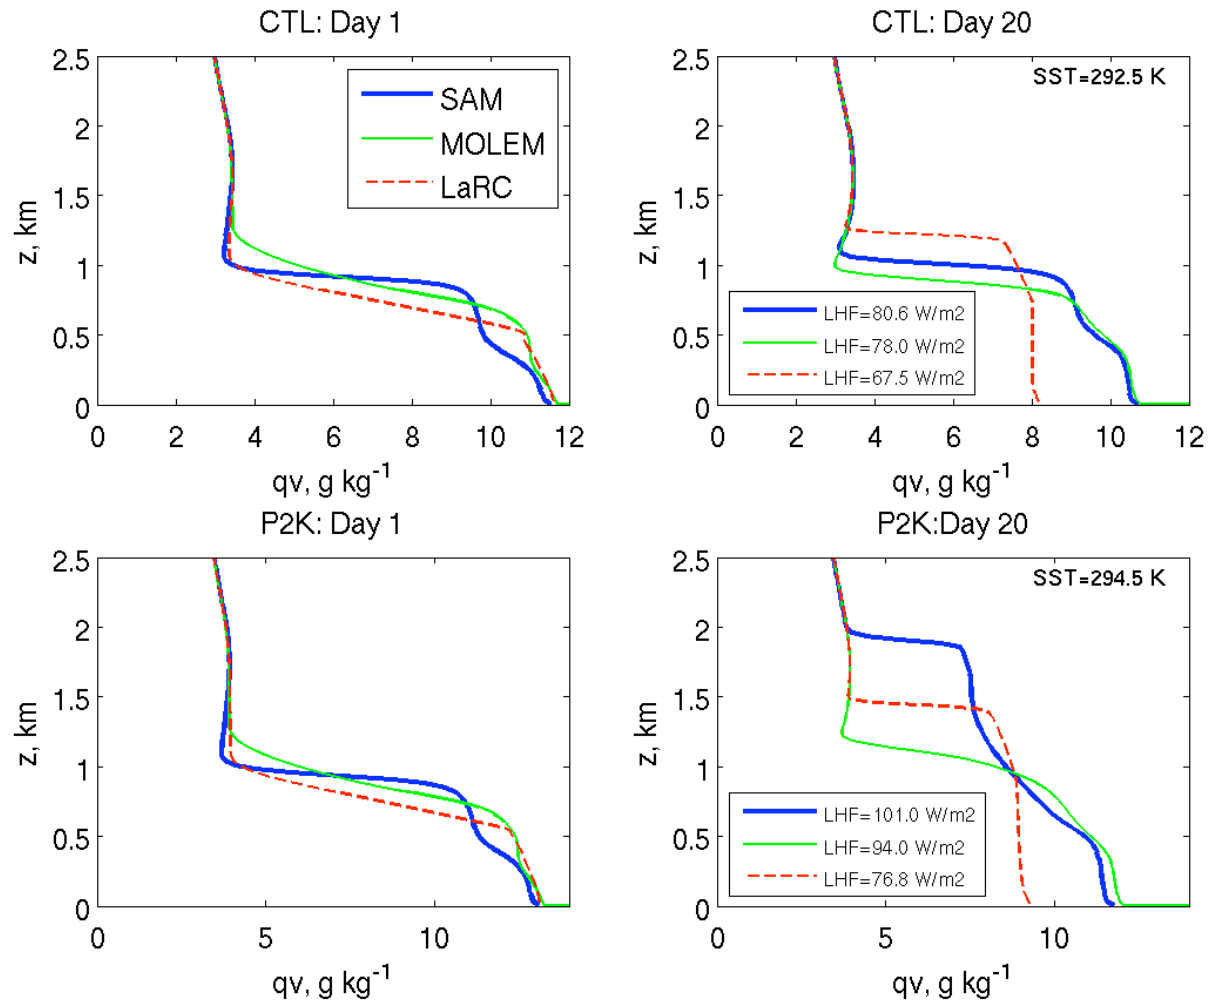 CTL: Day 1
2.5
2
1.5
1
0.5
0
z, km
SAM
MOLEM
LaRC
0 2 4 6 8 10 12
qv, g kg-1
CTL: Day 20
SST=292.5 K
2.5
2
1.5
1
0.5
0
z, km
LHF=80.6 W/m2
LHF=78.0 W/m2
LHF=67.5 W/m2
0 2 4 6 8 10 12
qv, g kg-1
P2K: Day 1
2.5
2
1.5
1
0.5
0
z, km
0 5 10
qv, g kg-1
P2K:Day 20
SST=294.5 K
2.5
2
1.5
1
0.5
0
z, km
LHF=101.0 W/m2
LHF=94.0 W/m2
LHF=76.8 W/m2
0 5 10
qv, g kg-1